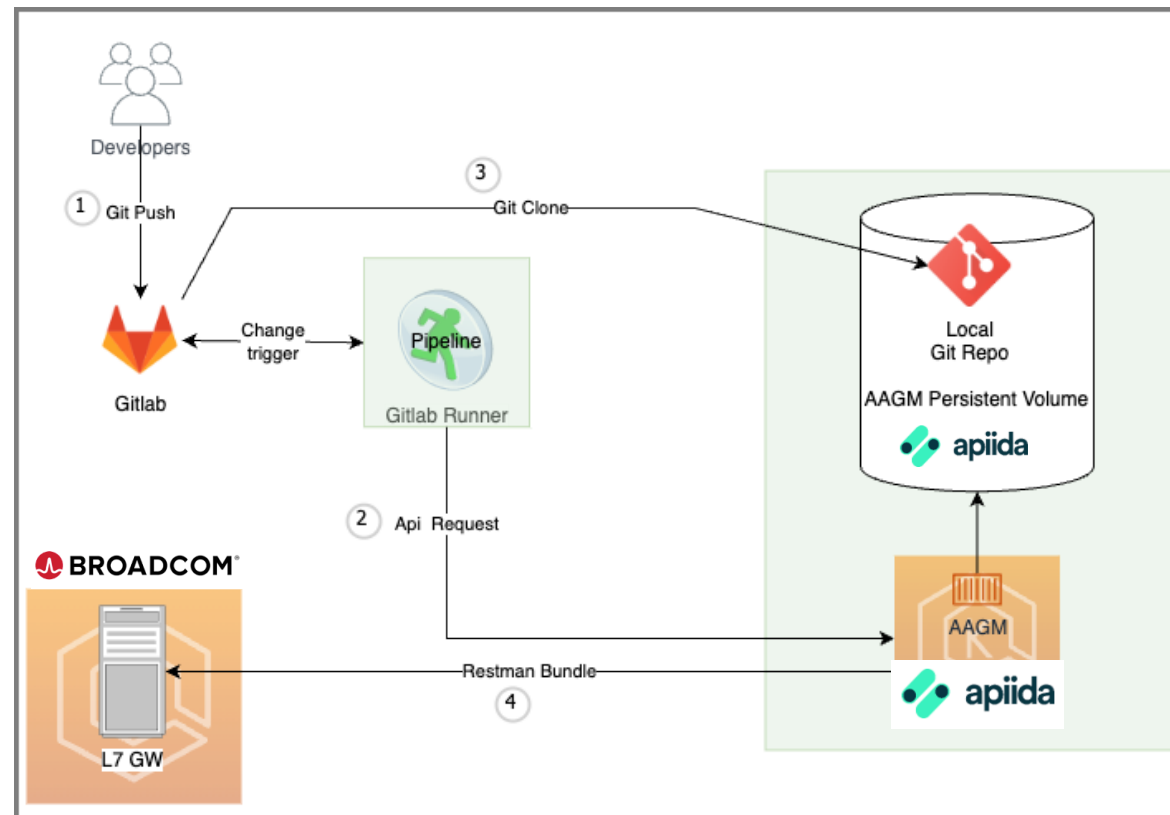 Developers
1
Git Push
3
Git Clone
Change
trigger
Pipeline
Gitlab
Gitlab Runner
Local
Git Repo
AAGM Persistent Volume
apiida
2
Api Request
BROADCOM®
AAGM
Restman Bundle
4
apiida
L7 GW